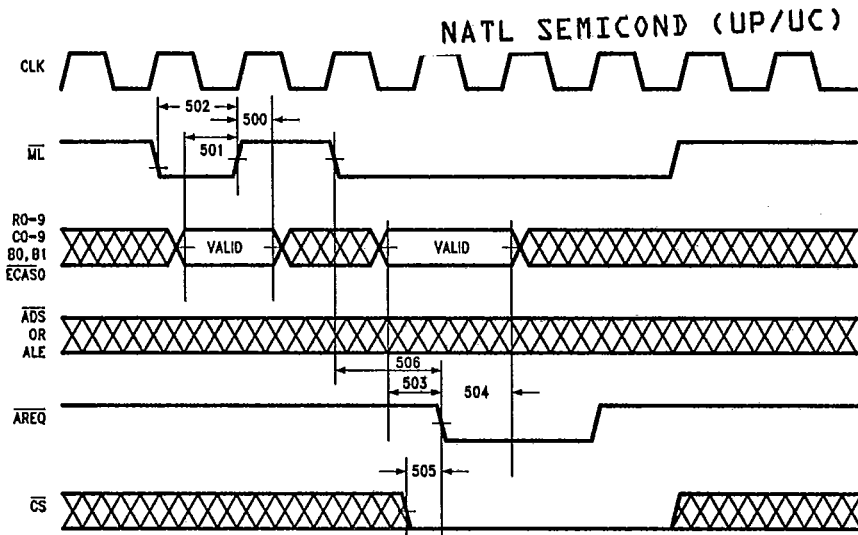 NATL SEMICOND (UP/UC)
CLK
502
500
501
ML
R0-9
C0-9
B0,B1
ECAS0
VALID
VALID
ADS
OR
ALE
506
503
504
AREQ
505
CS